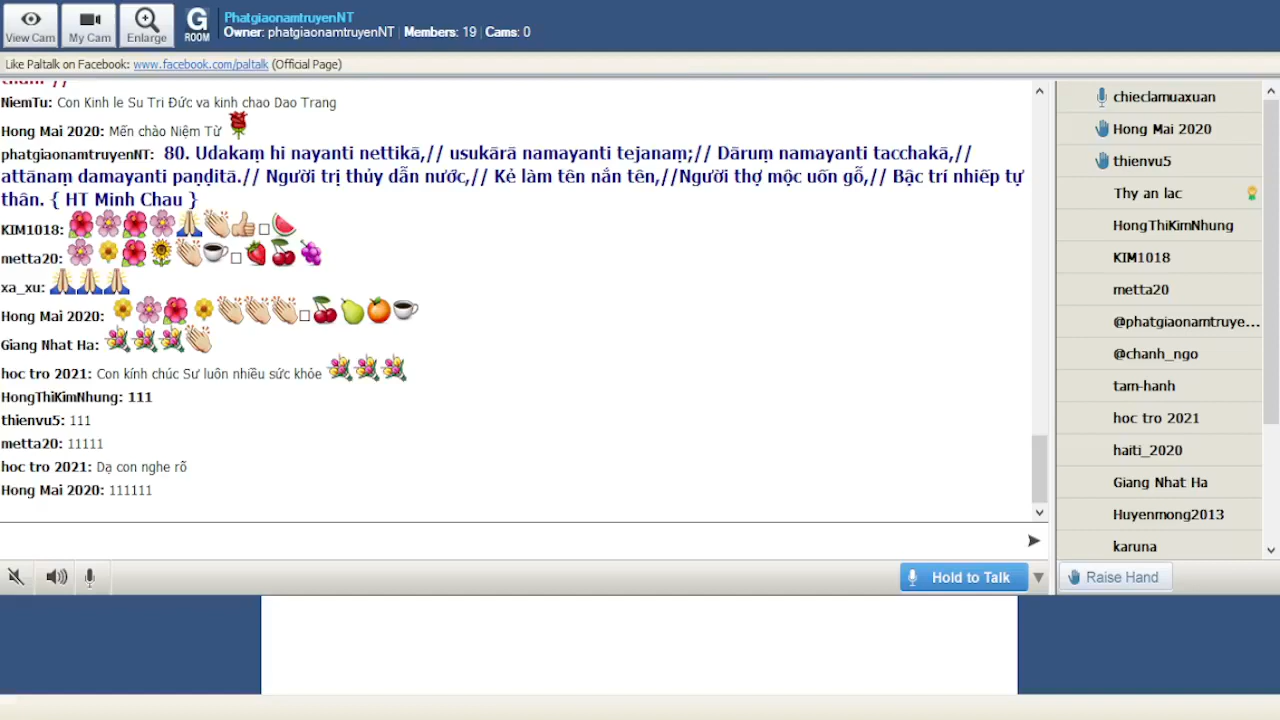 View Cam
My Cam
Enlarge
G
ROOM
PhatgiaonamtruyenNT
Owner: phatgiaonamtruyenNT | Members: 19 | Cams: 0
Like Paltalk on Facebook: www.facebook.com/paltalk (Official Page)
NiemTu: Con Kinh le Su Tri Đức va kinh chao Dao Trang
Hong Mai 2020: Mến chào Niệm Từ
phatgiaonamtruyenNT: 80. Udakaṃ hi nayanti nettikā,// usukārā namayanti tejanaṃ;// Dāruṃ namayanti tacchakā,//
attānaṃ damayanti paṇḍitā.// Người trị thủy dẫn nước,// Kẻ làm tên nắn tên,//Người thợ mộc uốn gỗ,// Bậc trí nhiếp tự
thân. { HT Minh Chau }
KIM1018:
metta20:
xa_xu:
Hong Mai 2020:
Giang Nhat Ha:
hoc tro 2021: Con kính chúc Sư luôn nhiều sức khỏe
HongThiKimNhung: 111
thienvu5: 111
metta20: 11111
hoc tro 2021: Dạ con nghe rõ
Hong Mai 2020: 111111
Hold to Talk
chieclamuaxuan
Hong Mai 2020
thienvu5
Thy an lac
HongThiKimNhung
KIM1018
metta20
@phatgiaonamtruye...
@chanh_ngo
tam-hanh
hoc tro 2021
haiti_2020
Giang Nhat Ha
Huyenmong2013
karuna
Raise Hand